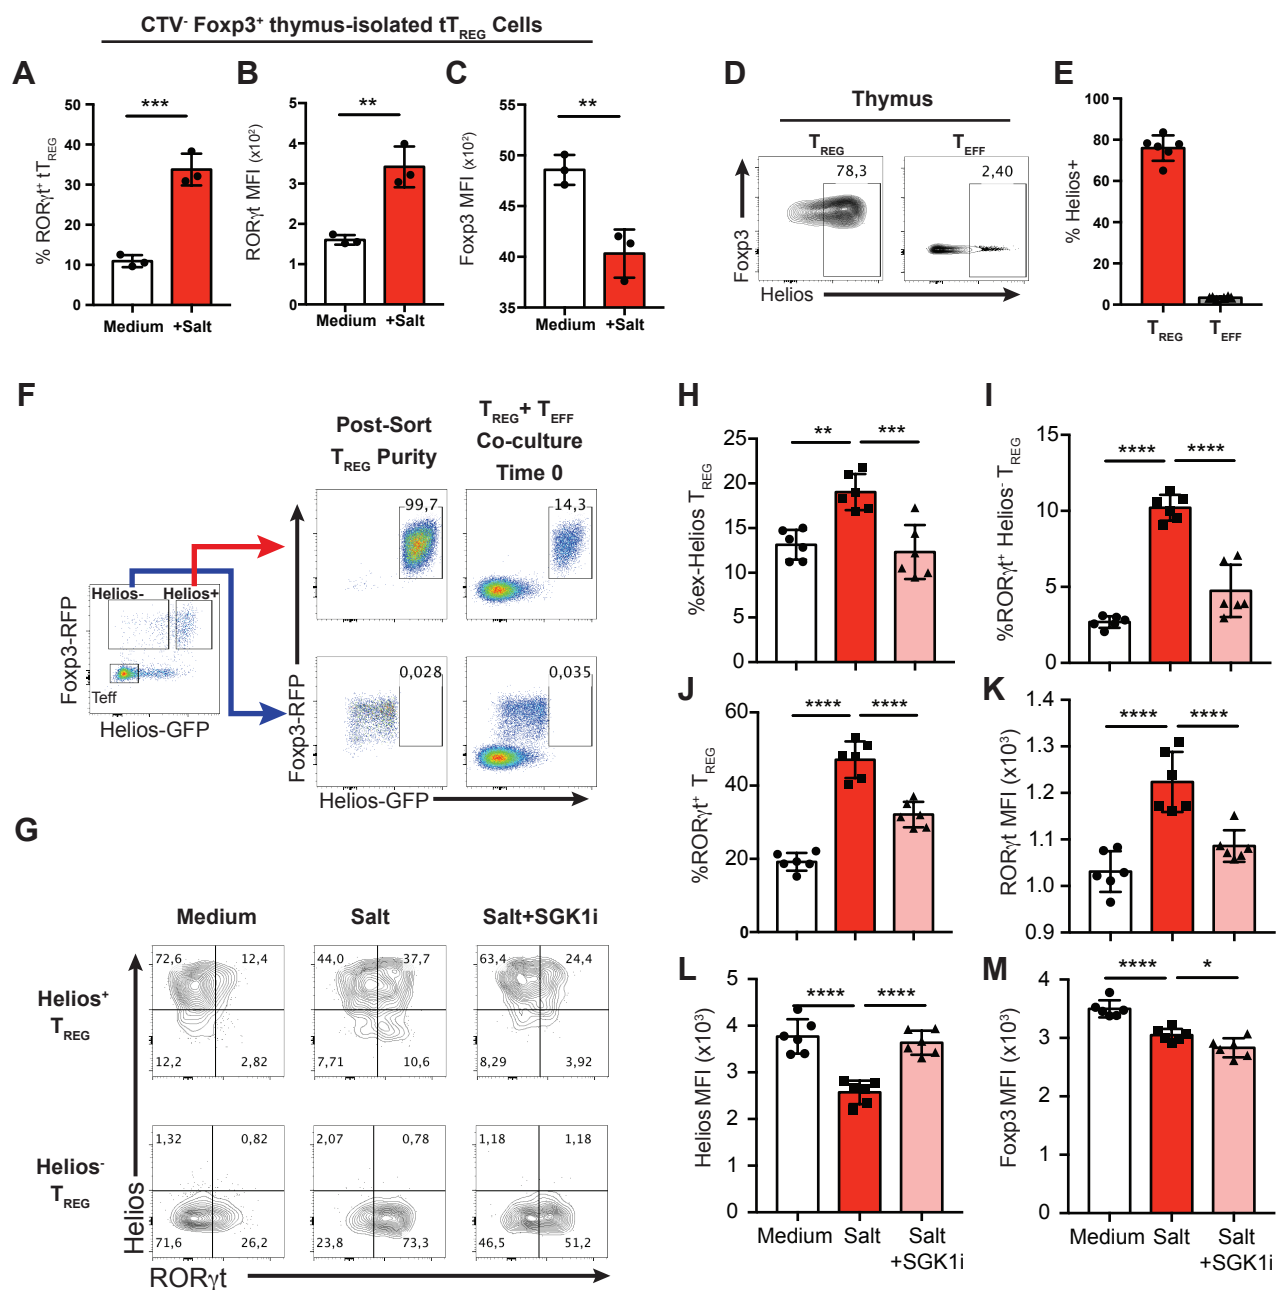 CTV- Foxp3+ thymus-isolated tTREG Cells
A
% RORγt+ tTREG
50
40
30
20
10
0
***
Medium +Salt
B
RORγt MFI (x10²)
5
4
3
2
1
0
**
Medium +Salt
C
Foxp3 MFI (x10²)
55
50
45
40
35
**
Medium +Salt
D
Thymus
TREG TEFF
78,3
2,40
Foxp3
Helios
E
% Helios+
100
80
60
40
20
0
TREG TEFF
F
Post-Sort
TREG Purity
TREG+ TEFF
Co-culture
Time 0
Helios- Helios+
Teff
Foxp3-RFP
Helios-GFP
99,7
14,3
0,028
0,035
Foxp3-RFP
Helios-GFP
G
Medium Salt Salt+SGK1i
Helios+
TREG
72,6 12,4
12,2 2,82
44,0 37,7
7,71 10,6
63,4 24,4
8,29 3,92
Helios-
TREG
1,32 0,82
71,6 26,2
2,07 0,78
23,8 73,3
1,18 1,18
46,5 51,2
Helios
RORγt
H
%ex-Helios TREG
25
20
15
10
5
0
** ***
I
%RORγt+ Helios- TREG
15
10
5
0
**** ****
J
%RORγt+ TREG
60
40
20
0
**** ****
K
RORγt MFI (x10³)
1.3
1.2
1.1
1.0
0.9
**** ****
L
Helios MFI (x10³)
5
4
3
2
1
0
**** ****
Medium Salt Salt
+SGK1i
M
Foxp3 MFI (x10³)
4
3
2
1
0
**** *
Medium Salt Salt
+SGK1i